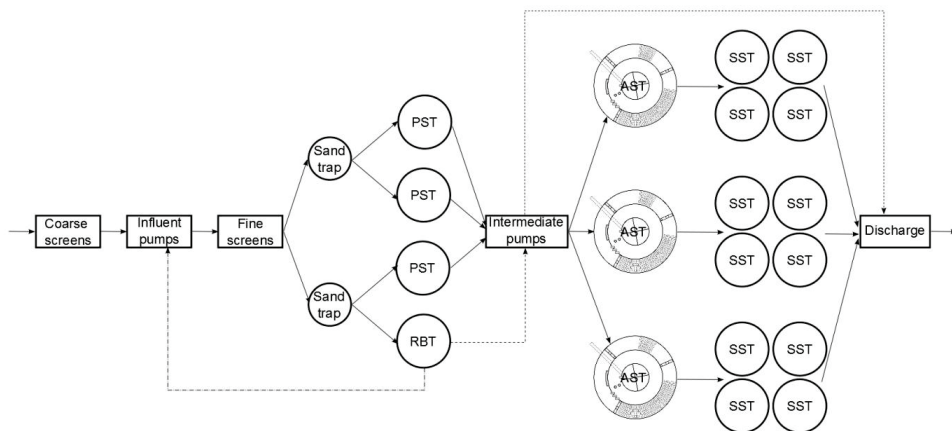 Coarse
screens
Influent
pumps
Fine
screens
Sand
trap
Sand
trap
PST
PST
PST
RBT
Intermediate
pumps
AST
AST
AST
SST SST
SST SST
SST SST
SST SST
SST SST
SST SST
Discharge